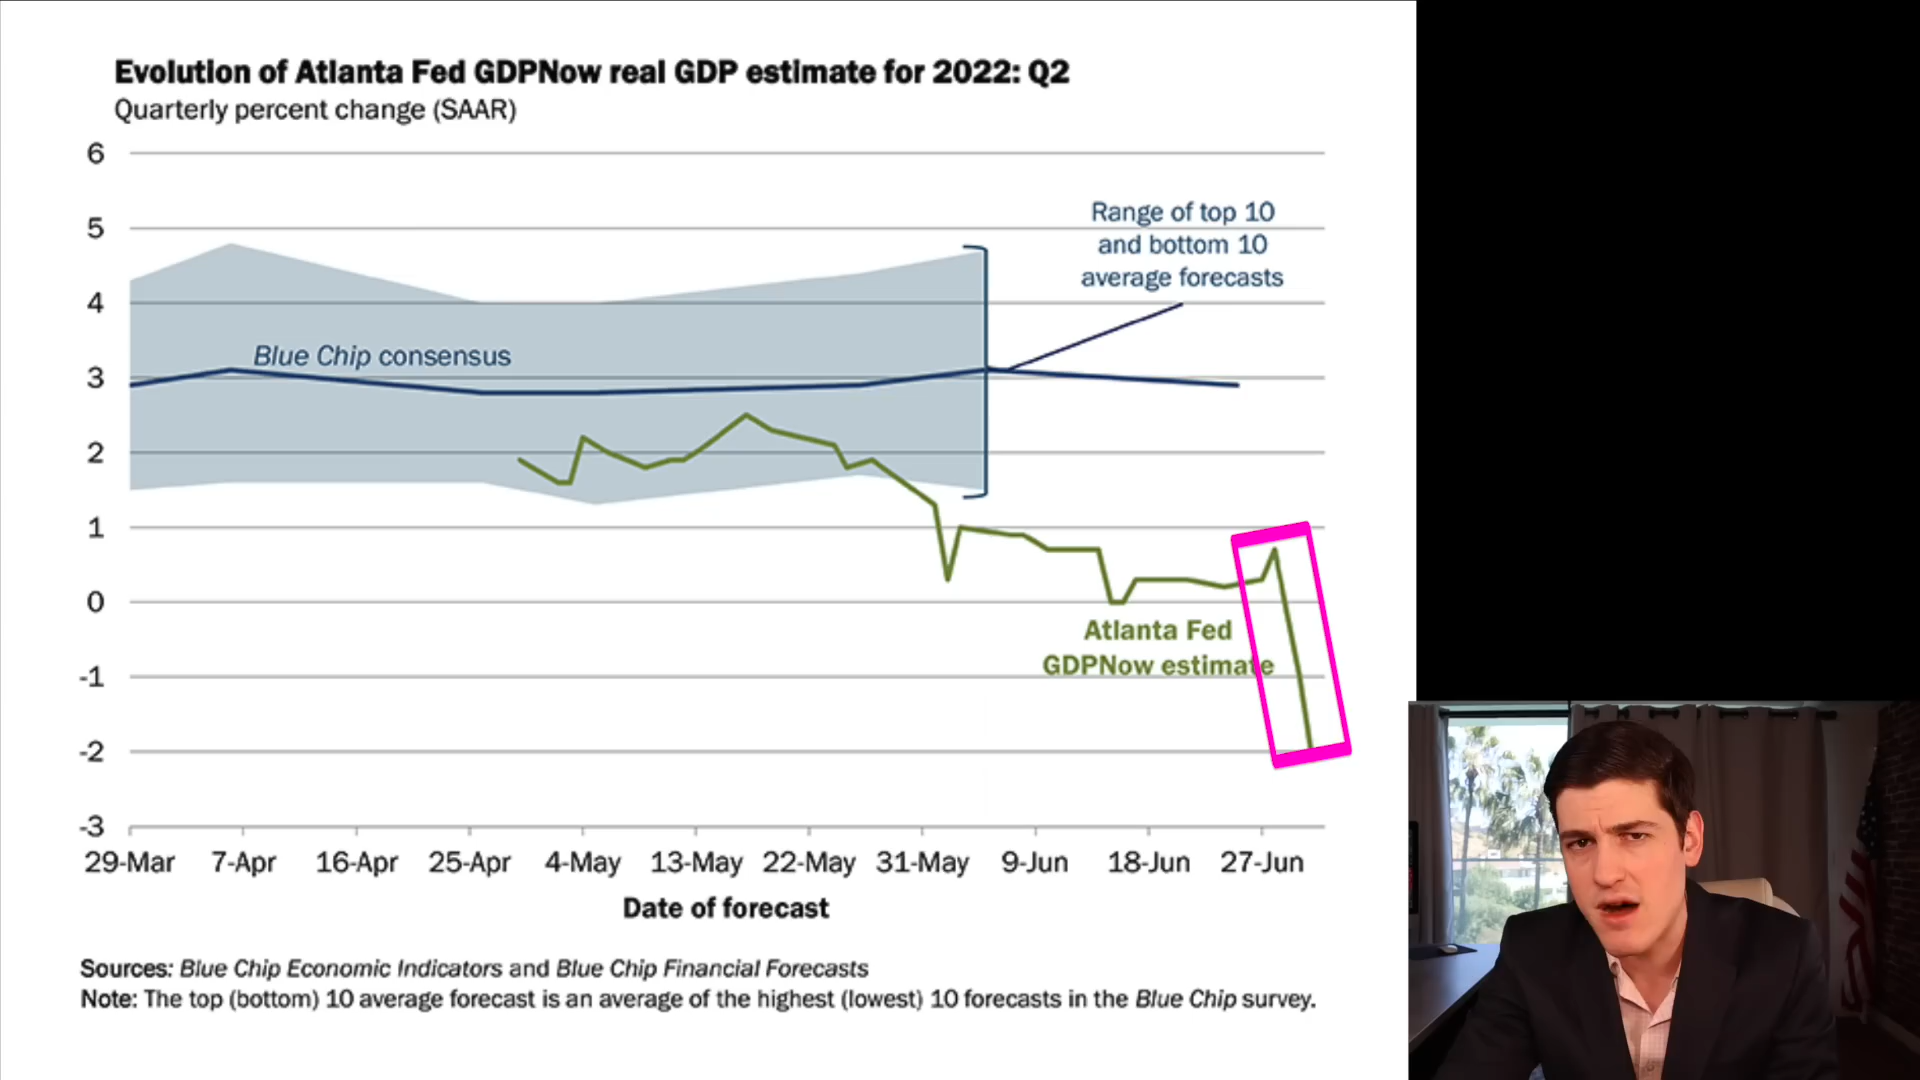 Evolution of Atlanta Fed GDPNow real GDP estimate for 2022: Q2
Quarterly percent change (SAAR)
6
5
4
3
2
1
0
-1
-2
-3
Range of top 10
and bottom 10
average forecasts
Blue Chip consensus
Atlanta Fed
GDPNow estimate
29-Mar 7-Apr 16-Apr 25-Apr 4-May 13-May 22-May 31-May 9-Jun 18-Jun 27-Jun
Date of forecast
Sources: Blue Chip Economic Indicators and Blue Chip Financial Forecasts
Note: The top (bottom) 10 average forecast is an average of the highest (lowest) 10 forecasts in the Blue Chip survey.